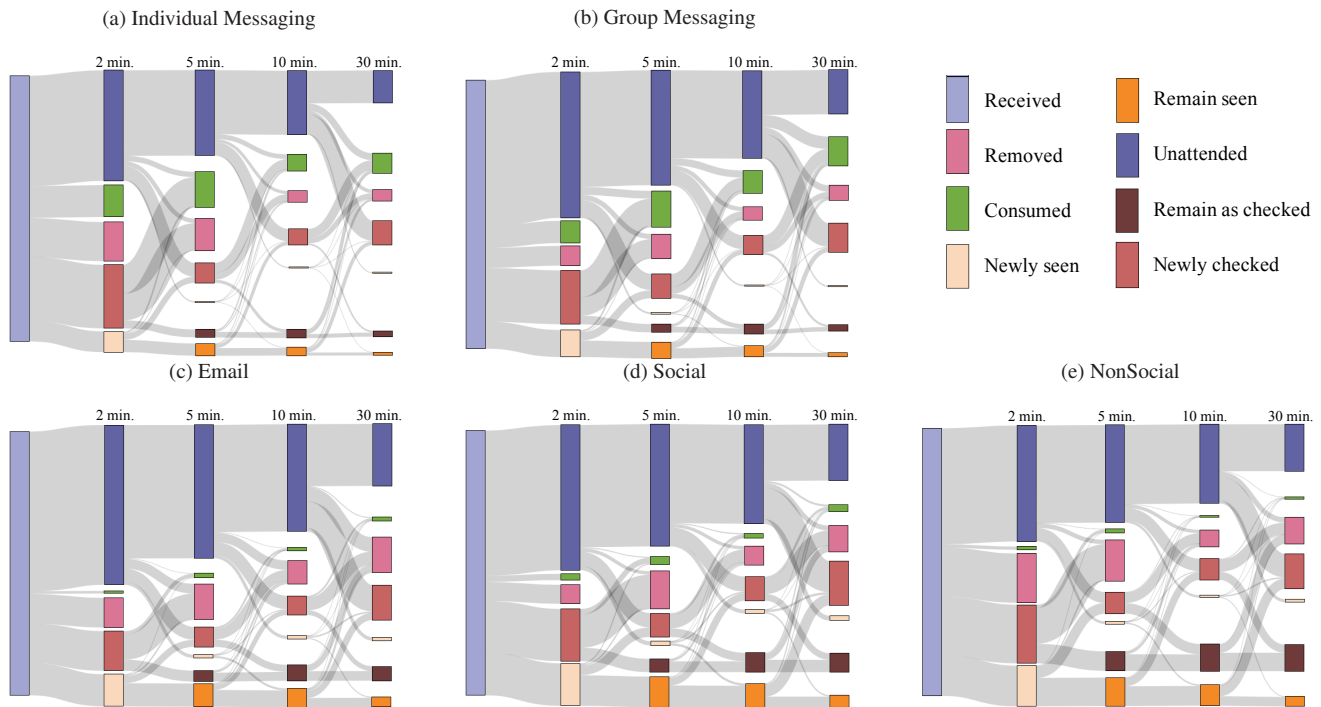 (a) Individual Messaging
(b) Group Messaging
2 min. 5 min. 10 min. 30 min.
2 min. 5 min. 10 min. 30 min.
Received
Remain seen
Removed
Unattended
Consumed
Remain as checked
Newly seen
Newly checked
(c) Email
(d) Social
(e) NonSocial
2 min. 5 min. 10 min. 30 min.
2 min. 5 min. 10 min. 30 min.
2 min. 5 min. 10 min. 30 min.